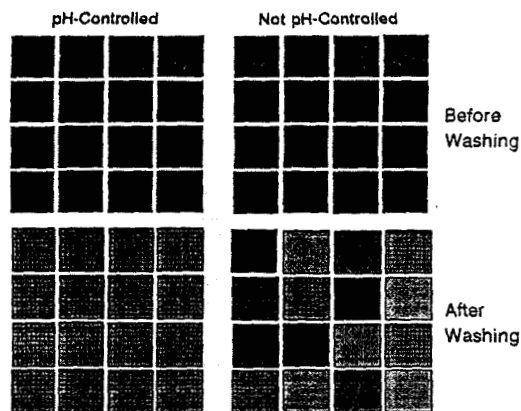 pH-Controlled
Not pH-Controlled
Before
Washing
After
Washing